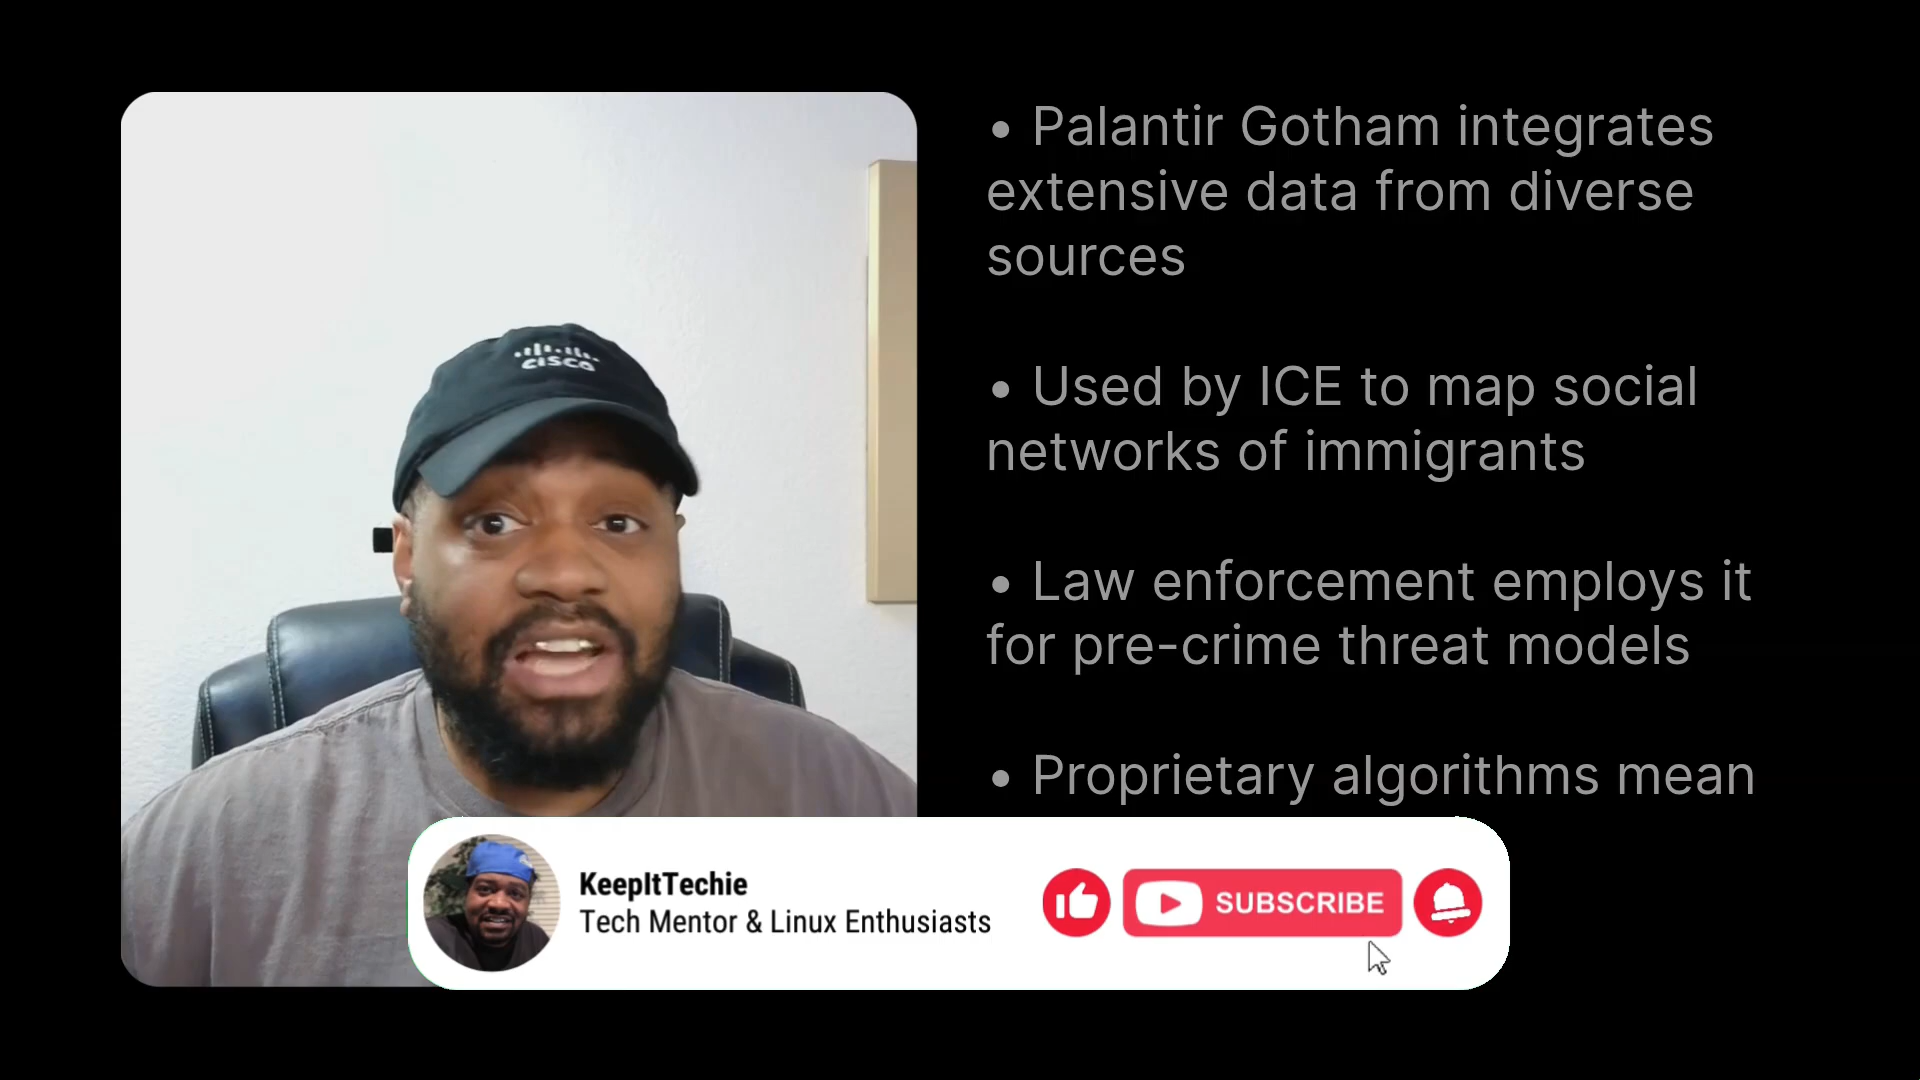 • Palantir Gotham integrates
extensive data from diverse
sources
• Used by ICE to map social
networks of immigrants
• Law enforcement employs it
for pre-crime threat models
• Proprietary algorithms mean
CISCO
KeepItTechie
Tech Mentor & Linux Enthusiasts
SUBSCRIBE